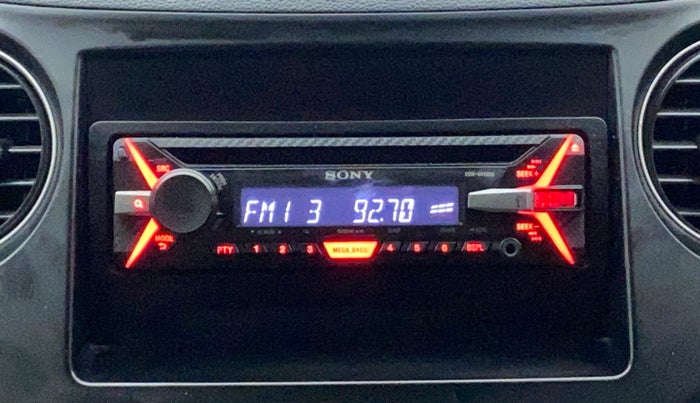 SRC
SONY
SEEK+
FM1 3 92.70
MODE
SEEK-
PTY 1 2 3 MEGA BASS 4 5 6 DSPL